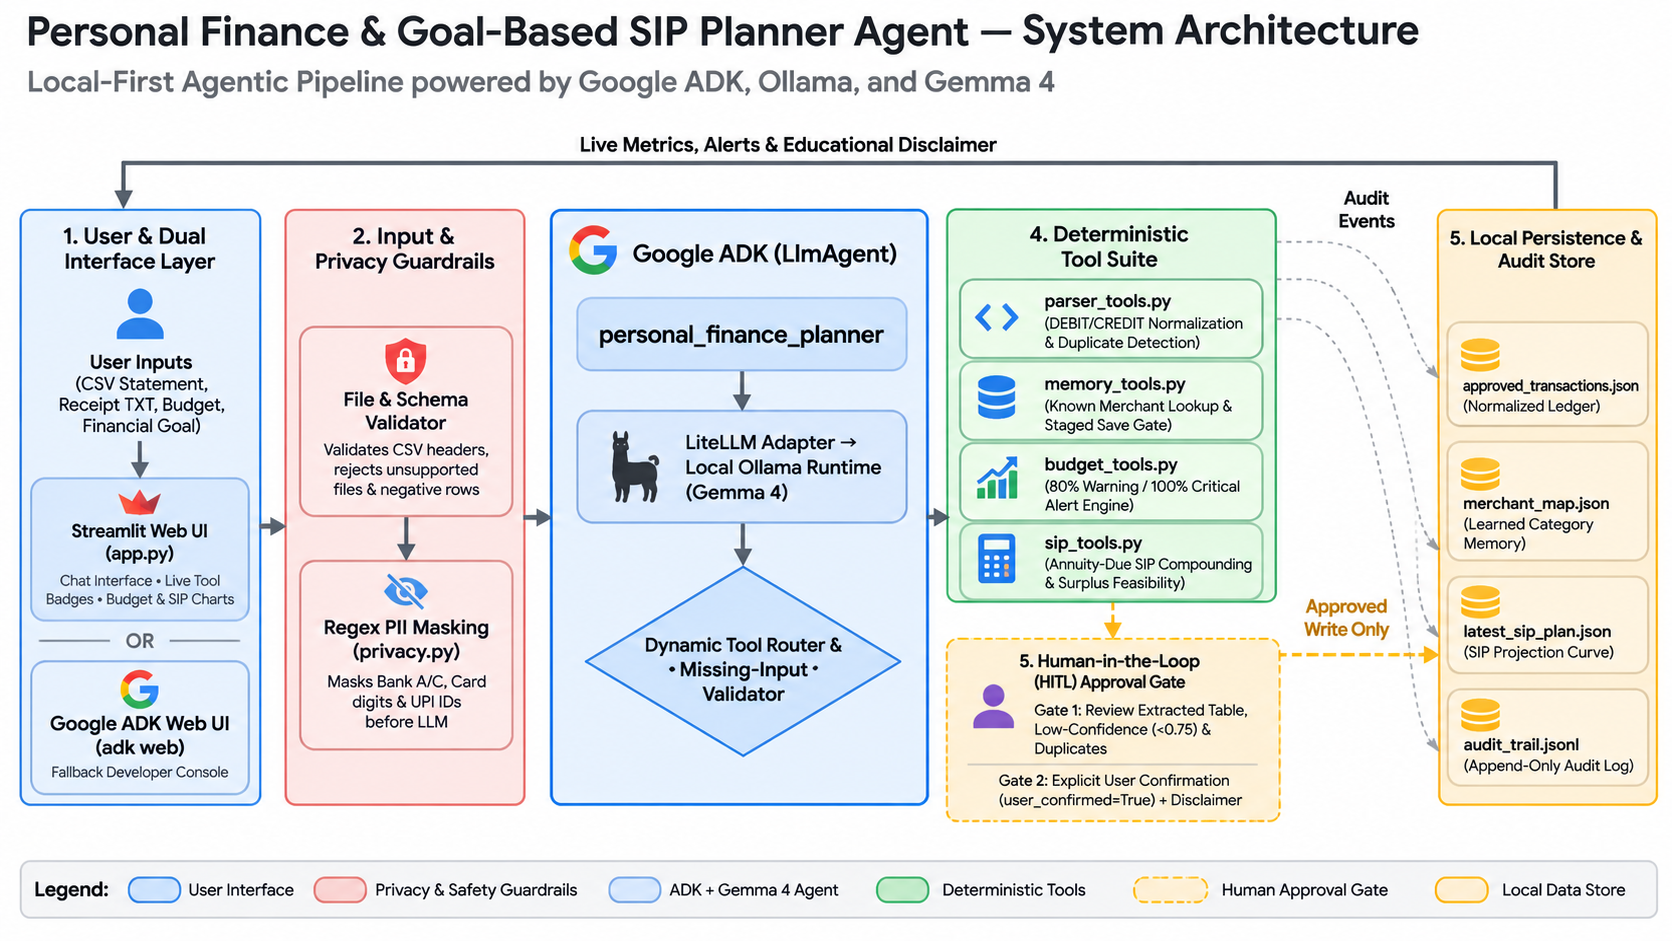 Personal Finance & Goal-Based SIP Planner Agent — System Architecture
Local-First Agentic Pipeline powered by Google ADK, Ollama, and Gemma 4
Live Metrics, Alerts & Educational Disclaimer
1. User & Dual
Interface Layer
User Inputs
(CSV Statement,
Receipt TXT, Budget,
Financial Goal)
Streamlit Web UI
(app.py)
Chat Interface • Live Tool
Badges • Budget & SIP Charts
OR
Google ADK Web UI
(adk web)
Fallback Developer Console
2. Input &
Privacy Guardrails
File & Schema
Validator
Validates CSV headers,
rejects unsupported
files & negative rows
Regex PII Masking
(privacy.py)
Masks Bank A/C, Card
digits & UPI IDs
before LLM
Google ADK (LlmAgent)
personal_finance_planner
LiteLLM Adapter →
Local Ollama Runtime
(Gemma 4)
Dynamic Tool Router &
• Missing-Input •
Validator
4. Deterministic
Tool Suite
parser_tools.py
(DEBIT/CREDIT Normalization
& Duplicate Detection)
memory_tools.py
(Known Merchant Lookup &
Staged Save Gate)
budget_tools.py
(80% Warning / 100% Critical
Alert Engine)
sip_tools.py
(Annuity-Due SIP Compounding
& Surplus Feasibility)
5. Human-in-the-Loop
(HITL) Approval Gate
Gate 1: Review Extracted Table,
Low-Confidence (<0.75) &
Duplicates
Gate 2: Explicit User Confirmation
(user_confirmed=True) + Disclaimer
Audit
Events
Approved
Write Only
5. Local Persistence &
Audit Store
approved_transactions.json
(Normalized Ledger)
merchant_map.json
(Learned Category
Memory)
latest_sip_plan.json
(SIP Projection Curve)
audit_trail.jsonl
(Append-Only Audit Log)
Legend:
User Interface
Privacy & Safety Guardrails
ADK + Gemma 4 Agent
Deterministic Tools
Human Approval Gate
Local Data Store